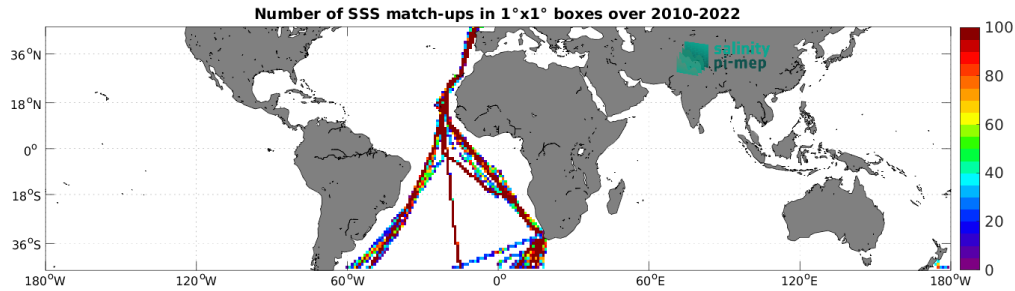 Number of SSS match-ups in 1°x1° boxes over 2010-2022
salinity
pi-mep
36°N
18°N
0°
18°S
36°S
180°W
120°W
60°W
0°
60°E
120°E
180°W
100
80
60
40
20
0